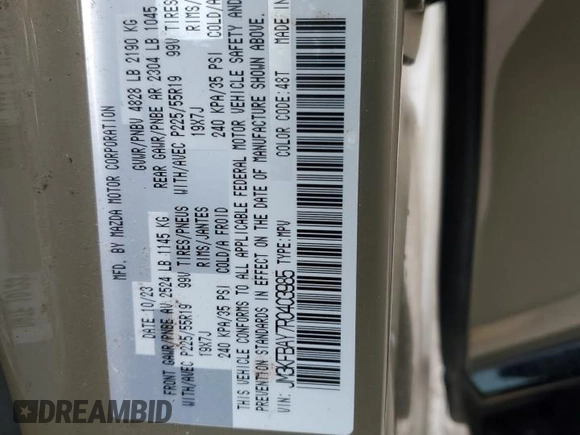 MFD. BY MAZDA MOTOR CORPORATION
DATE 10/23 GVWR/PNBV 4828 LB 2190 KG
FRONT GAWR/PNBE AV 2524 LB 1145 KG REAR GAWR/PNBE AR 2304 LB 1045
WITH/AVEC P225/55R19 99V TIRES/PNEUS WITH/AVEC P225/55R19 99V TIRES
19X7J RIMS/JANTES 19X7J RIMS/
240 KPA/35 PSI COLD/A FROID 240 KPA/35 PSI COLD/A
THIS VEHICLE CONFORMS TO ALL APPLICABLE FEDERAL MOTOR VEHICLE SAFETY AND
PREVENTION STANDARDS IN EFFECT ON THE DATE OF MANUFACTURE SHOWN ABOVE.
VIN: JM3KFBAY7R0403985 TYPE: MPV COLOR CODE: 48T MADE IN
DREAMBID